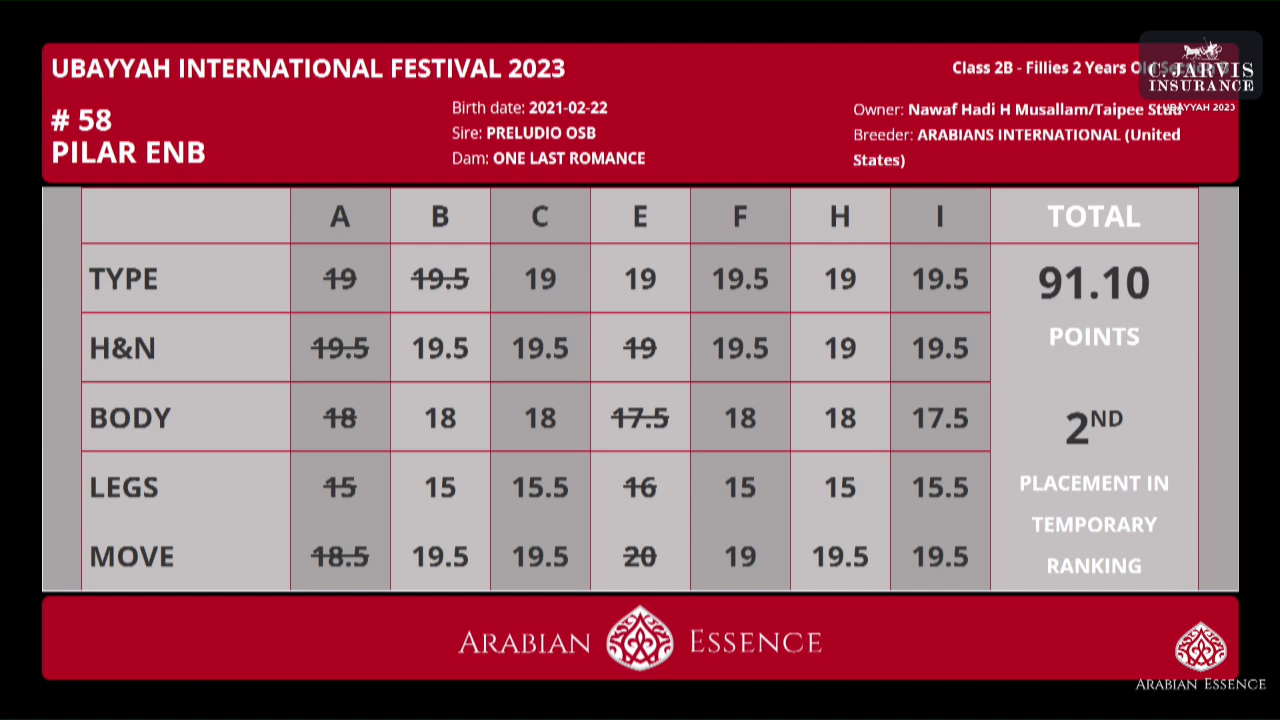 UBAYYAH INTERNATIONAL FESTIVAL 2023
Class 2B - Fillies 2 Years
# 58
PILAR ENB
Birth date: 2021-02-22
Sire: PRELUDIO OSB
Dam: ONE LAST ROMANCE
Owner: Nawaf Hadi H Musallam/Taipee Stud
Breeder: ARABIANS INTERNATIONAL (United
States)
C. JARVIS
INSURANCE
UBAYYAH 2023
A B C E F H I TOTAL
TYPE 19 19.5 19 19 19.5 19 19.5
H&N 19.5 19.5 19.5 19 19.5 19 19.5
BODY 18 18 18 17.5 18 18 17.5
LEGS 15 15 15.5 16 15 15 15.5
MOVE 18.5 19.5 19.5 20 19 19.5 19.5
91.10
POINTS
2ND
PLACEMENT IN
TEMPORARY
RANKING
ARABIAN ESSENCE
ARABIAN ESSENCE